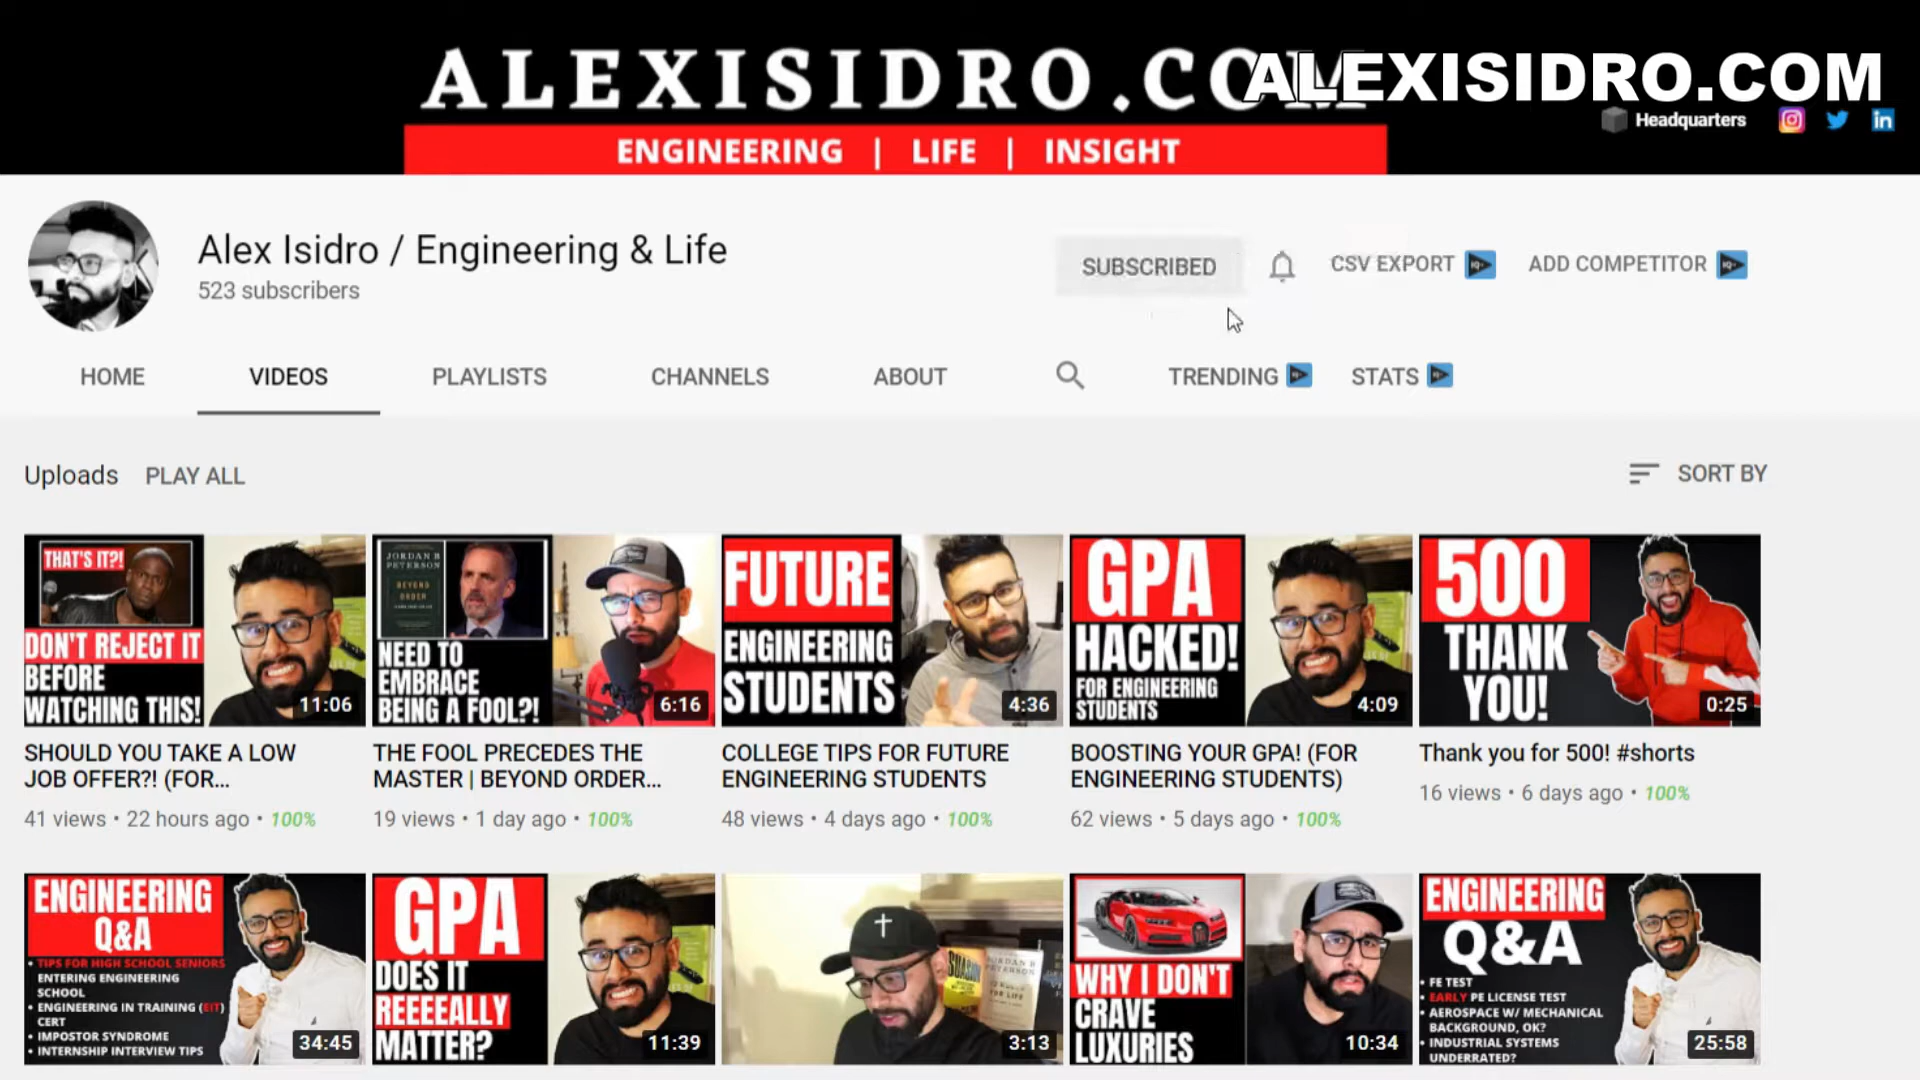 ALEXISIDRO.COM
ALEXISIDRO.COM
Headquarters
ENGINEERING | LIFE | INSIGHT
Alex Isidro / Engineering & Life
523 subscribers
SUBSCRIBED
CSV EXPORT
ADD COMPETITOR
HOME
VIDEOS
PLAYLISTS
CHANNELS
ABOUT
TRENDING
STATS
Uploads
PLAY ALL
SORT BY
THAT'S IT?!
DON'T REJECT IT
BEFORE
WATCHING THIS!
11:06
JORDAN B
PETERSON
BEYOND
ORDER
NEED TO
EMBRACE
BEING A FOOL?!
6:16
FUTURE
ENGINEERING
STUDENTS
4:36
GPA
HACKED!
FOR ENGINEERING
STUDENTS
4:09
500
THANK
YOU!
0:25
SHOULD YOU TAKE A LOW
JOB OFFER?! (FOR...
41 views • 22 hours ago • 100%
THE FOOL PRECEDES THE
MASTER | BEYOND ORDER...
19 views • 1 day ago • 100%
COLLEGE TIPS FOR FUTURE
ENGINEERING STUDENTS
48 views • 4 days ago • 100%
BOOSTING YOUR GPA! (FOR
ENGINEERING STUDENTS)
62 views • 5 days ago • 100%
Thank you for 500! #shorts
16 views • 6 days ago • 100%
ENGINEERING
Q&A
• TIPS FOR HIGH SCHOOL SENIORS
ENTERING ENGINEERING
SCHOOL
• ENGINEERING IN TRAINING (EIT)
CERT
• IMPOSTOR SYNDROME
• INTERNSHIP INTERVIEW TIPS
34:45
GPA
DOES IT
REEEEALLY
MATTER?
11:39
JORDAN B
PETERSON
FOR LIFE
3:13
WHY I DON'T
CRAVE
LUXURIES
10:34
ENGINEERING
Q&A
• FE TEST
• EARLY PE LICENSE TEST
• AEROSPACE W/ MECHANICAL
BACKGROUND, OK?
• INDUSTRIAL SYSTEMS
UNDERRATED?
25:58